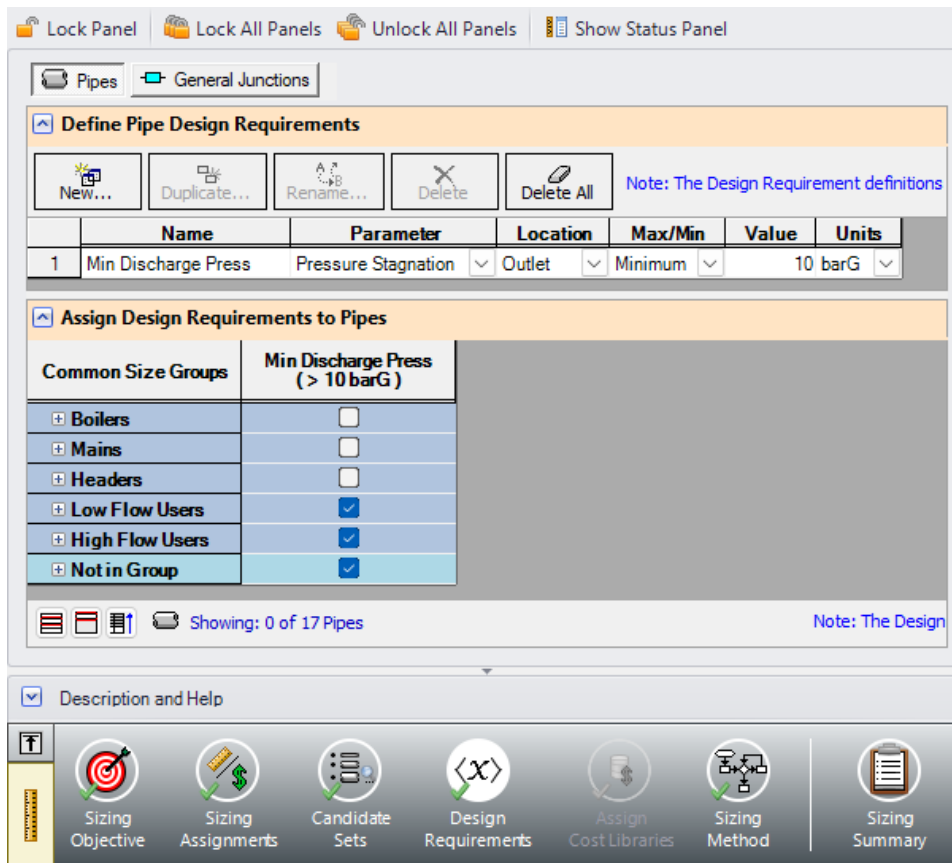 Lock Panel Lock All Panels Unlock All Panels Show Status Panel
Pipes General Junctions
Define Pipe Design Requirements
New... Duplicate... Rename... Delete Delete All Note: The Design Requirement definitions
Name Parameter Location Max/Min Value Units
1 Min Discharge Press Pressure Stagnation Outlet Minimum 10 barG
Assign Design Requirements to Pipes
Common Size Groups Min Discharge Press
( > 10 barG )
Boilers
Mains
Headers
Low Flow Users
High Flow Users
Not in Group
Showing: 0 of 17 Pipes Note: The Design
Description and Help
Sizing Sizing Candidate Design Assign Sizing Sizing
Objective Assignments Sets Requirements Cost Libraries Method Summary